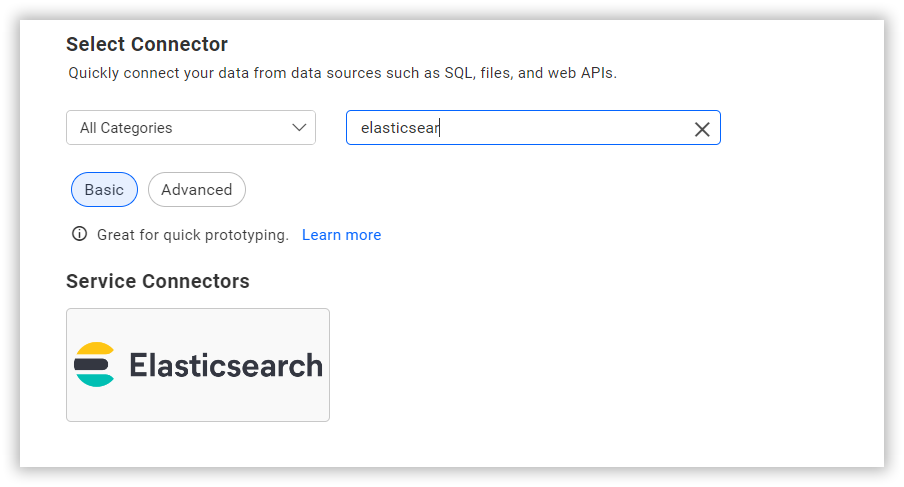 Select Connector
Quickly connect your data from data sources such as SQL, files, and web APIs.
All Categories
elasticsear
Basic
Advanced
Great for quick prototyping. Learn more
Service Connectors
Elasticsearch